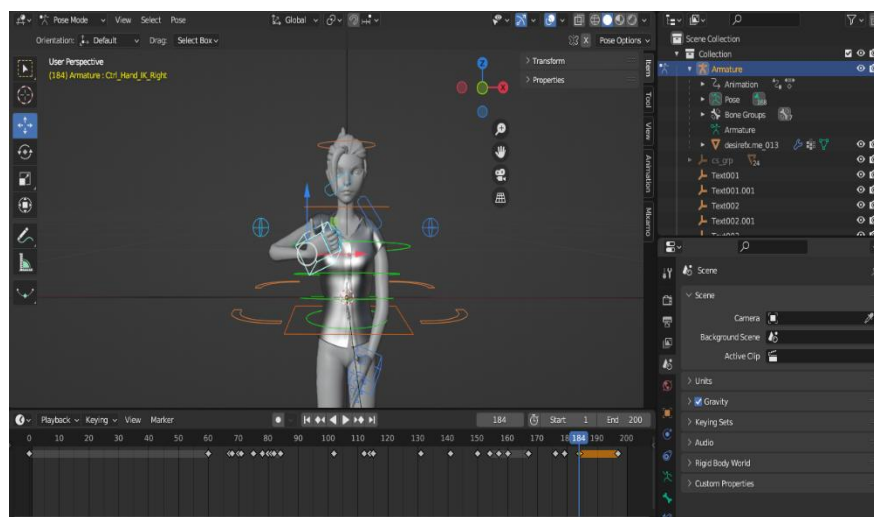 Pose Mode View Select Pose Global
Orientation: Default Drag: Select Box X Pose Options
User Perspective
(184) Armature : Ctrl_Hand_IK_Right
Z
X
Transform
Properties
Item
Tool
View
Animation
Mixamo
Scene Collection
Collection
Armature
Animation
Pose
Bone Groups
Armature
desirefx.me_013
cs_grp 24
Text001
Text001.001
Text002
Text002.001
Scene
Scene
Camera
Background Scene
Active Clip
Units
Gravity
Keying Sets
Audio
Rigid Body World
Custom Properties
Playback Keying View Marker 184 Start 1 End 200
0 10 20 30 40 50 60 70 80 90 100 110 120 130 140 150 160 170 18 184 190 200